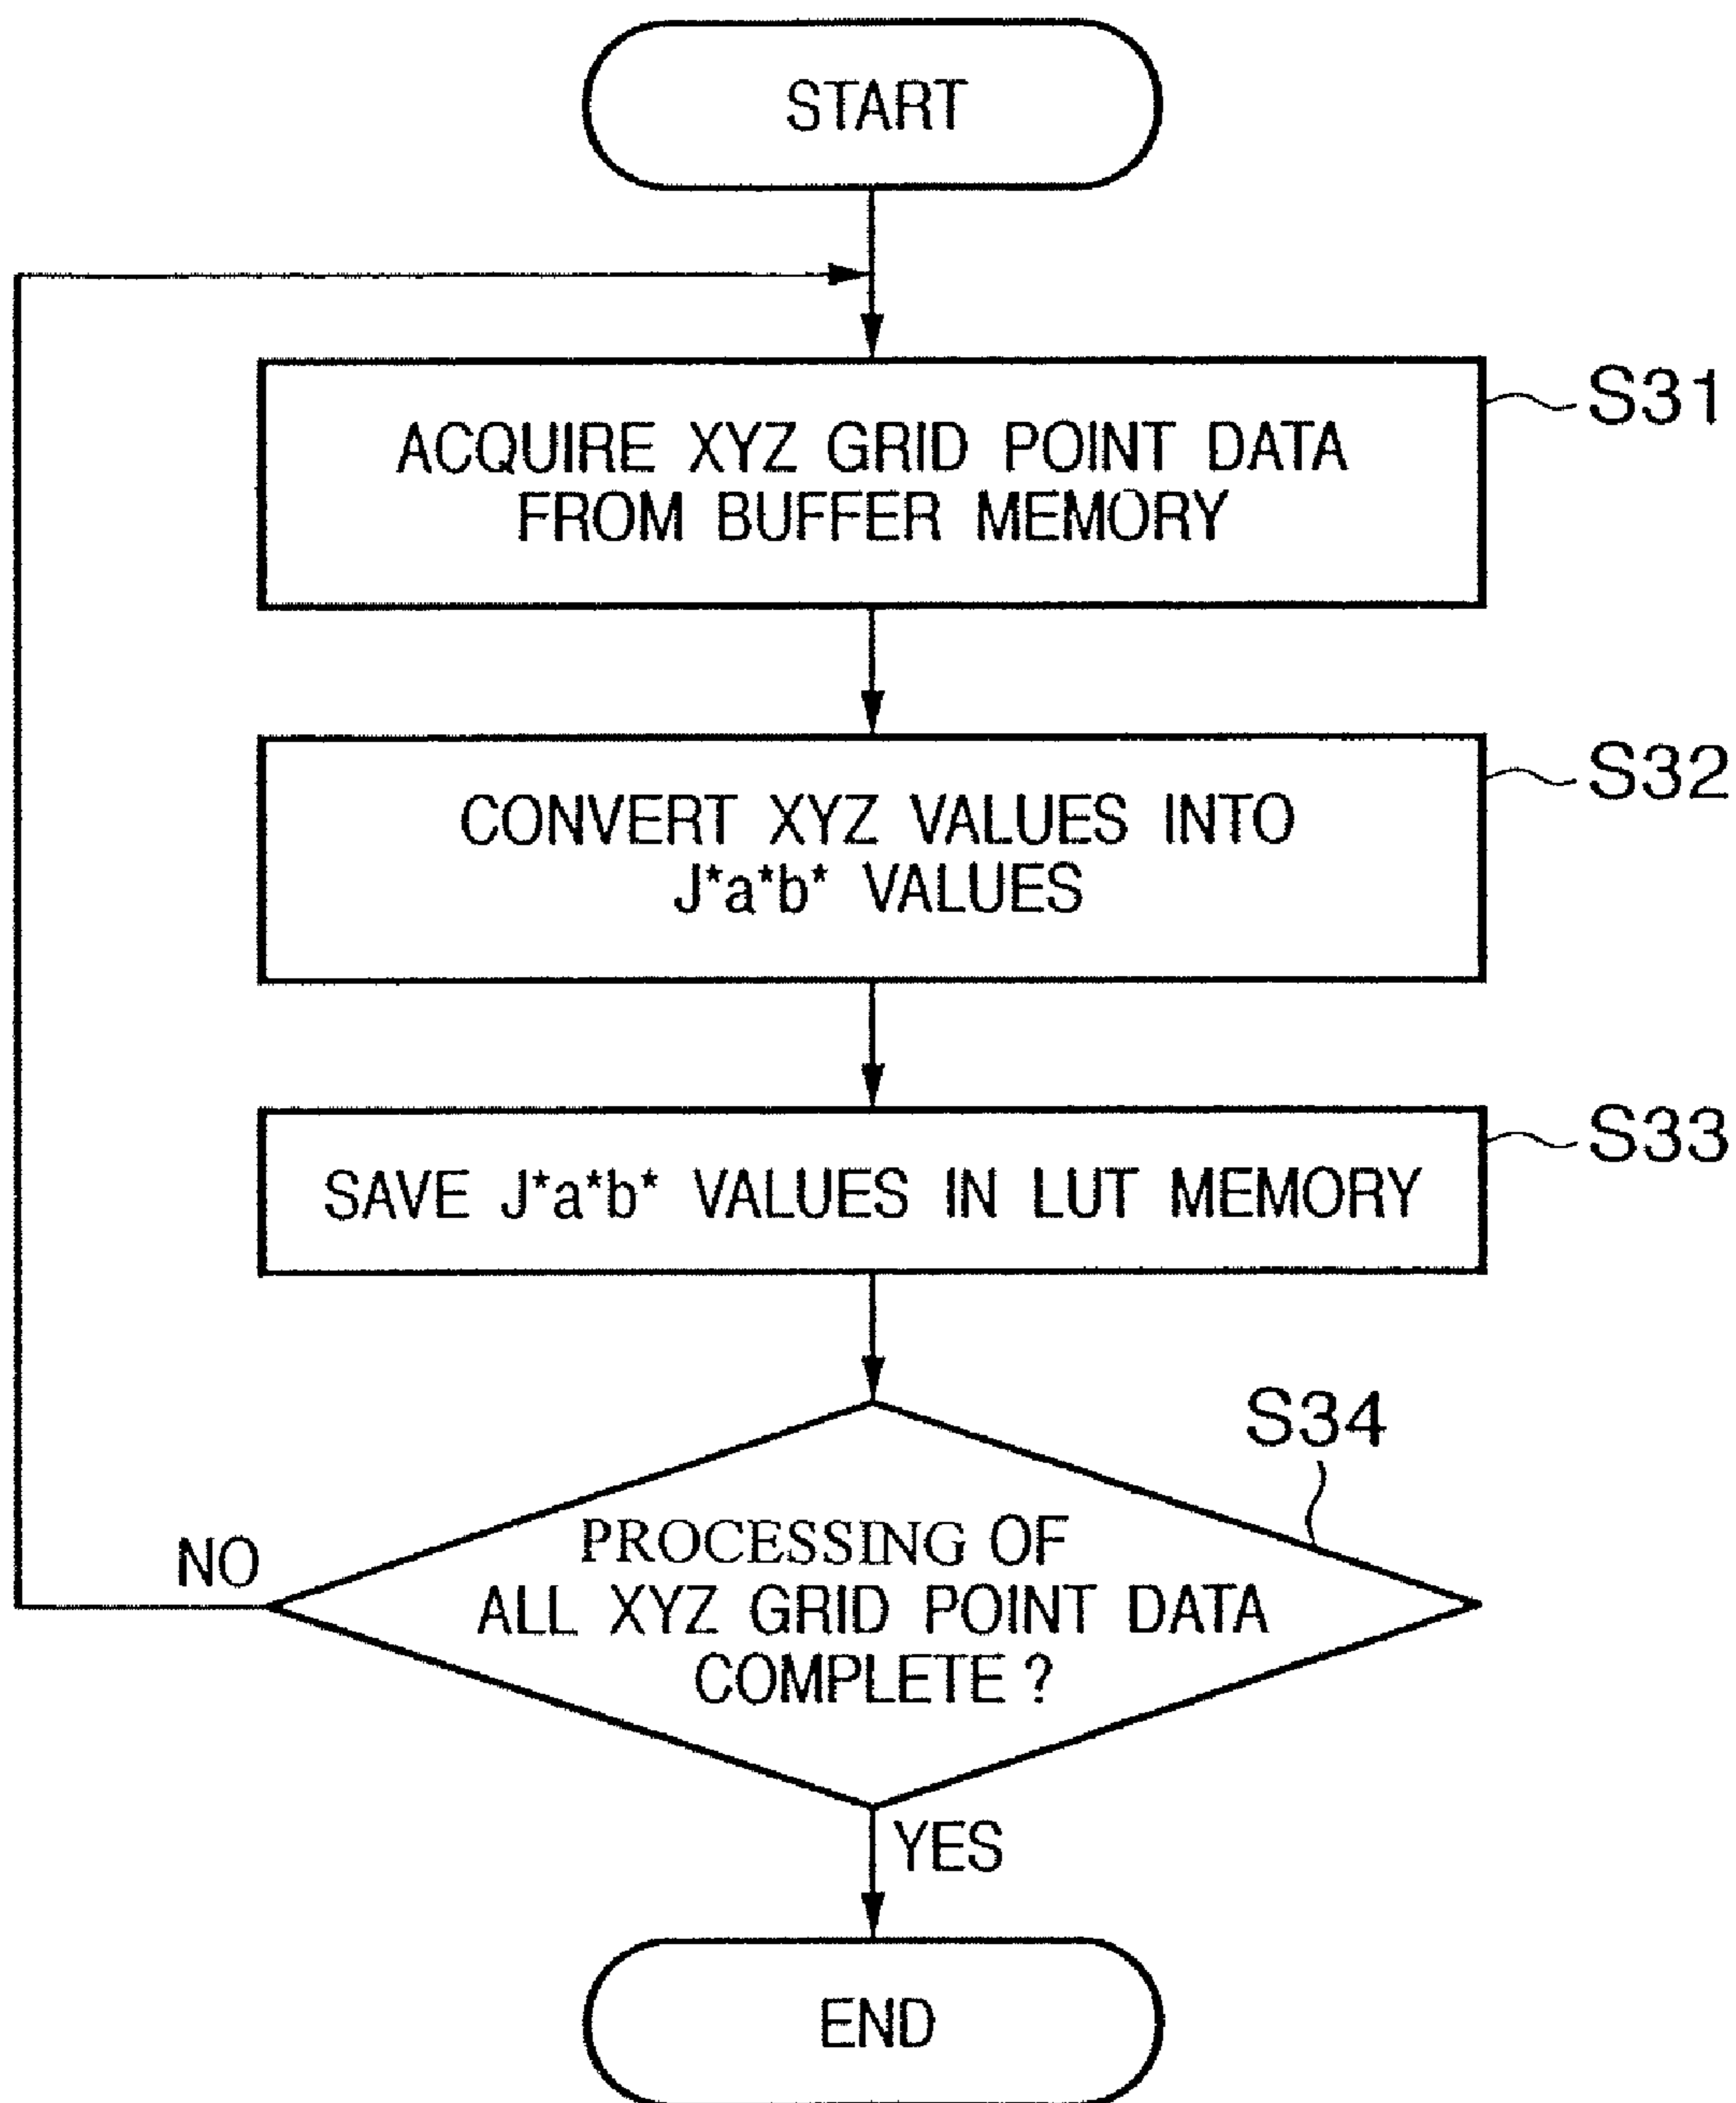 START
ACQUIRE XYZ GRID POINT DATA
FROM BUFFER MEMORY
S31
CONVERT XYZ VALUES INTO
J*a*b* VALUES
S32
SAVE J*a*b* VALUES IN LUT MEMORY
S33
S34
PROCESSING OF
ALL XYZ GRID POINT DATA
COMPLETE ?
NO
YES
END